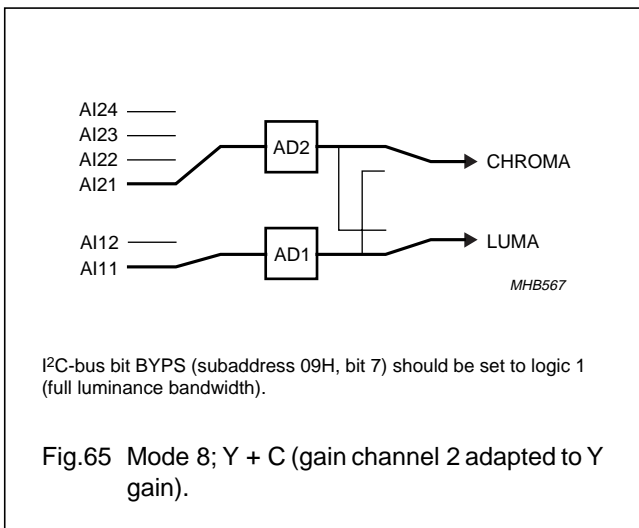 AI24
AI23
AI22
AI21
AD2
CHROMA
AI12
AI11
AD1
LUMA
MHB567
I²C-bus bit BYPS (subaddress 09H, bit 7) should be set to logic 1
(full luminance bandwidth).
Fig.65 Mode 8; Y + C (gain channel 2 adapted to Y
gain).